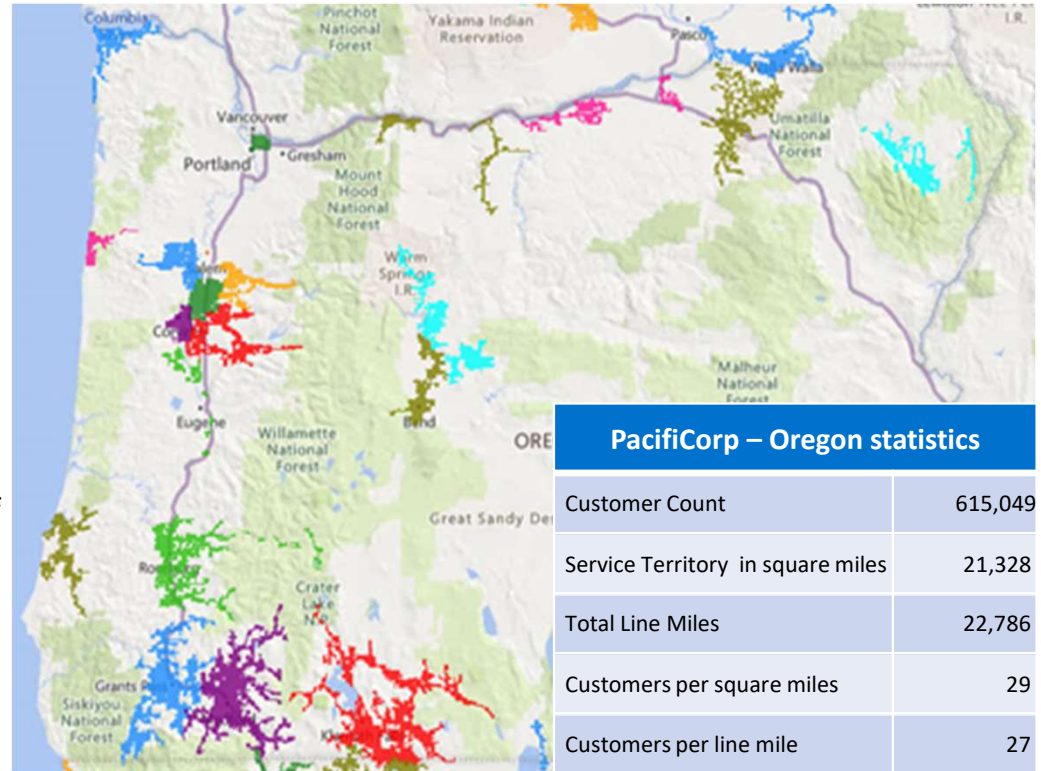 Columbia
Pinchot
National
Forest
Yakama Indian
Reservation
I.R.
Pasco
Walla Walla
Vancouver
Portland
Gresham
Umatilla
National
Forest
Mount
Hood
National
Forest
Warm
Springs
I.R.
Eugene
Willamette
National
Forest
Bend
Malheur
National
Forest
ORE
Great Sandy De
Crater
Lake
N.P.
Grants Pass
Siskiyou
National
Forest
PacifiCorp – Oregon statistics
Customer Count 615,049
Service Territory in square miles 21,328
Total Line Miles 22,786
Customers per square miles 29
Customers per line mile 27